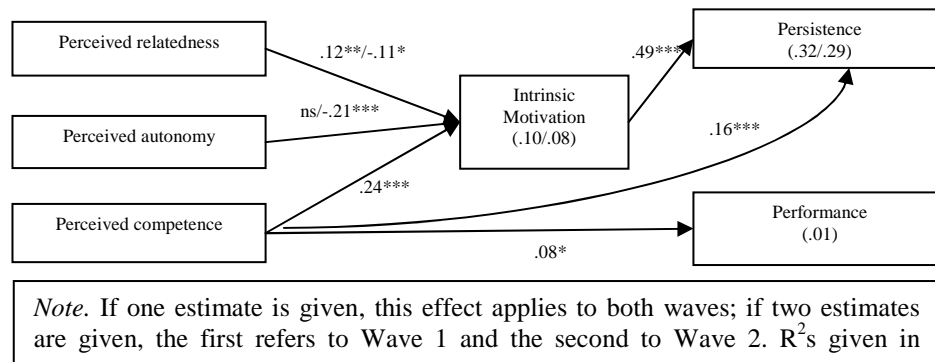 Perceived relatedness
.12**/-.11*
.49***
Persistence
(.32/.29)
Intrinsic
Motivation
(.10/.08)
ns/-.21***
Perceived autonomy
.16***
.24***
Perceived competence
Performance
(.01)
.08*
Note. If one estimate is given, this effect applies to both waves; if two estimates
are given, the first refers to Wave 1 and the second to Wave 2. R²s given in